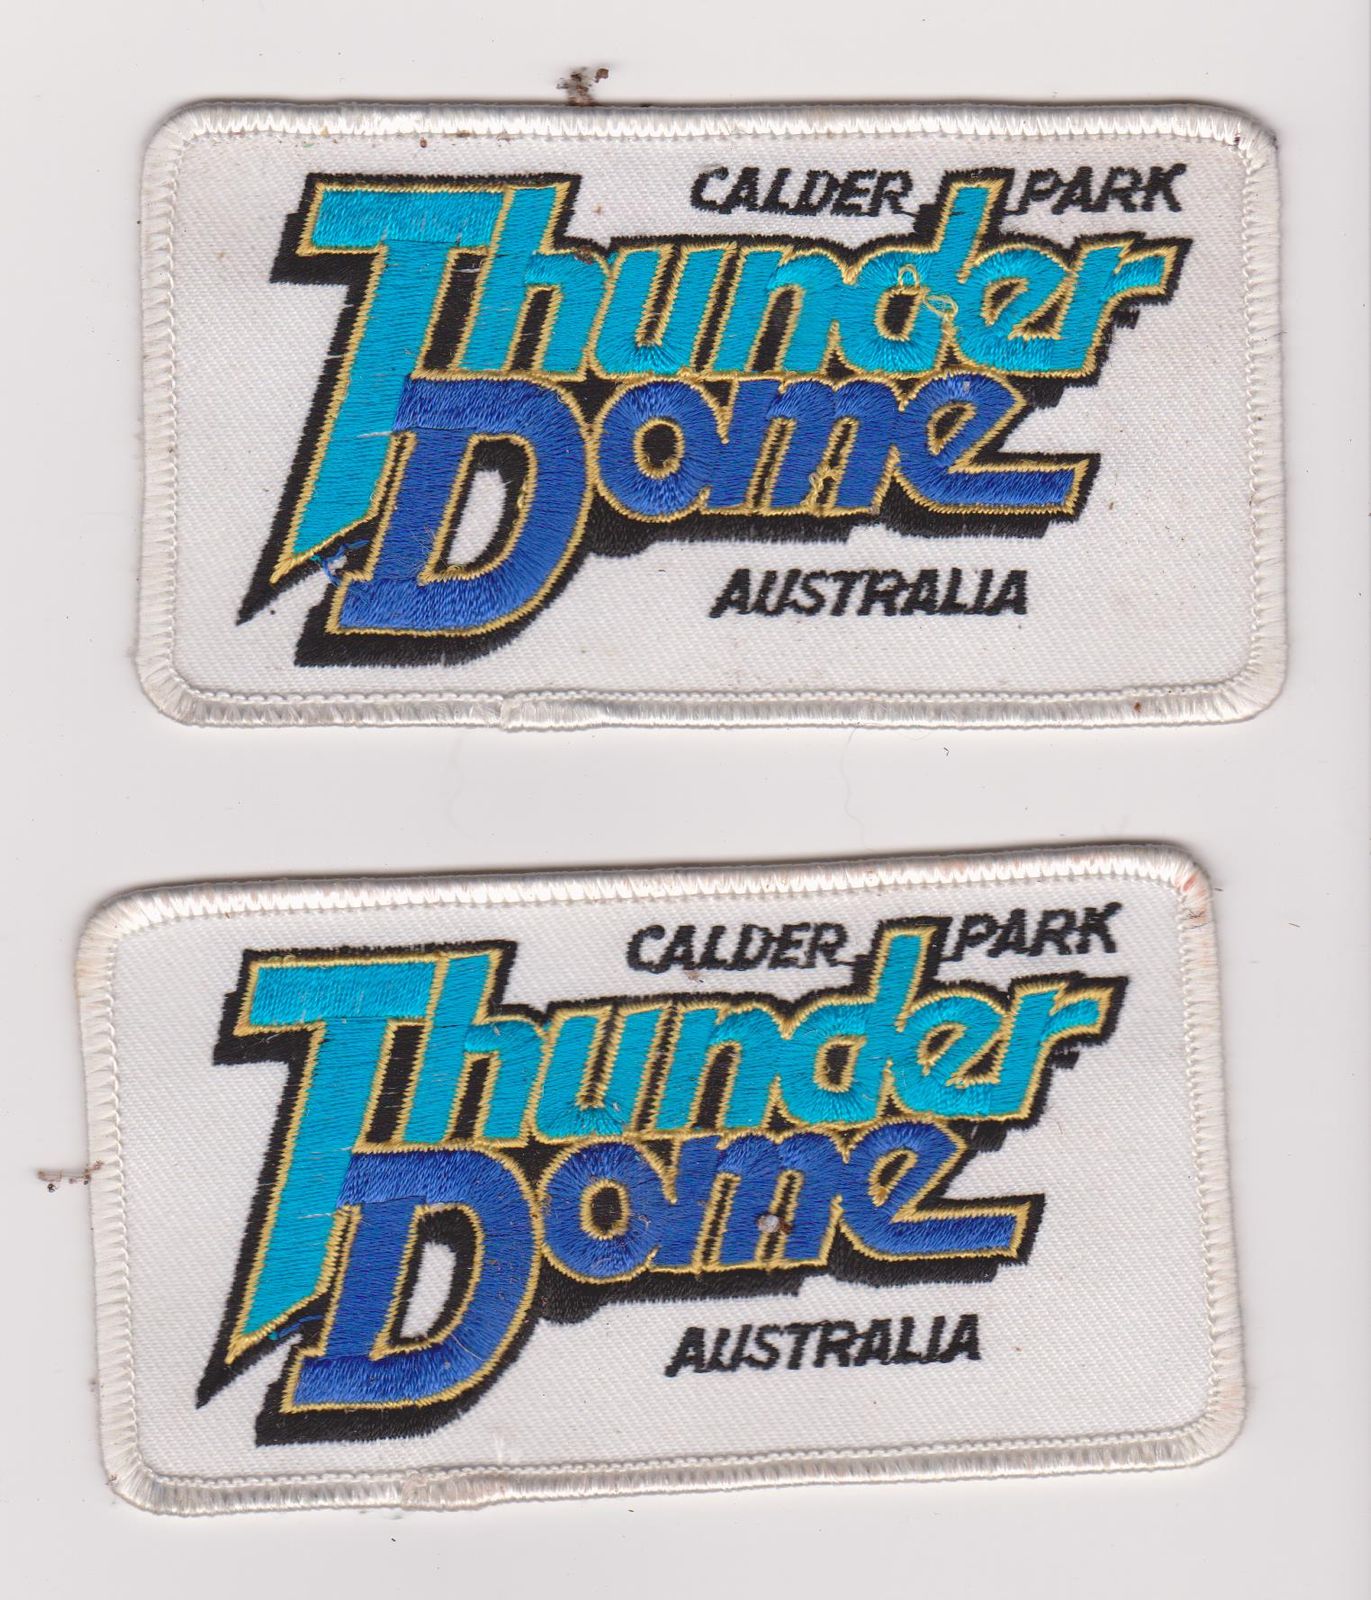 CALDER PARK
Thunder
Dome
AUSTRALIA
CALDER PARK
Thunder
Dome
AUSTRALIA